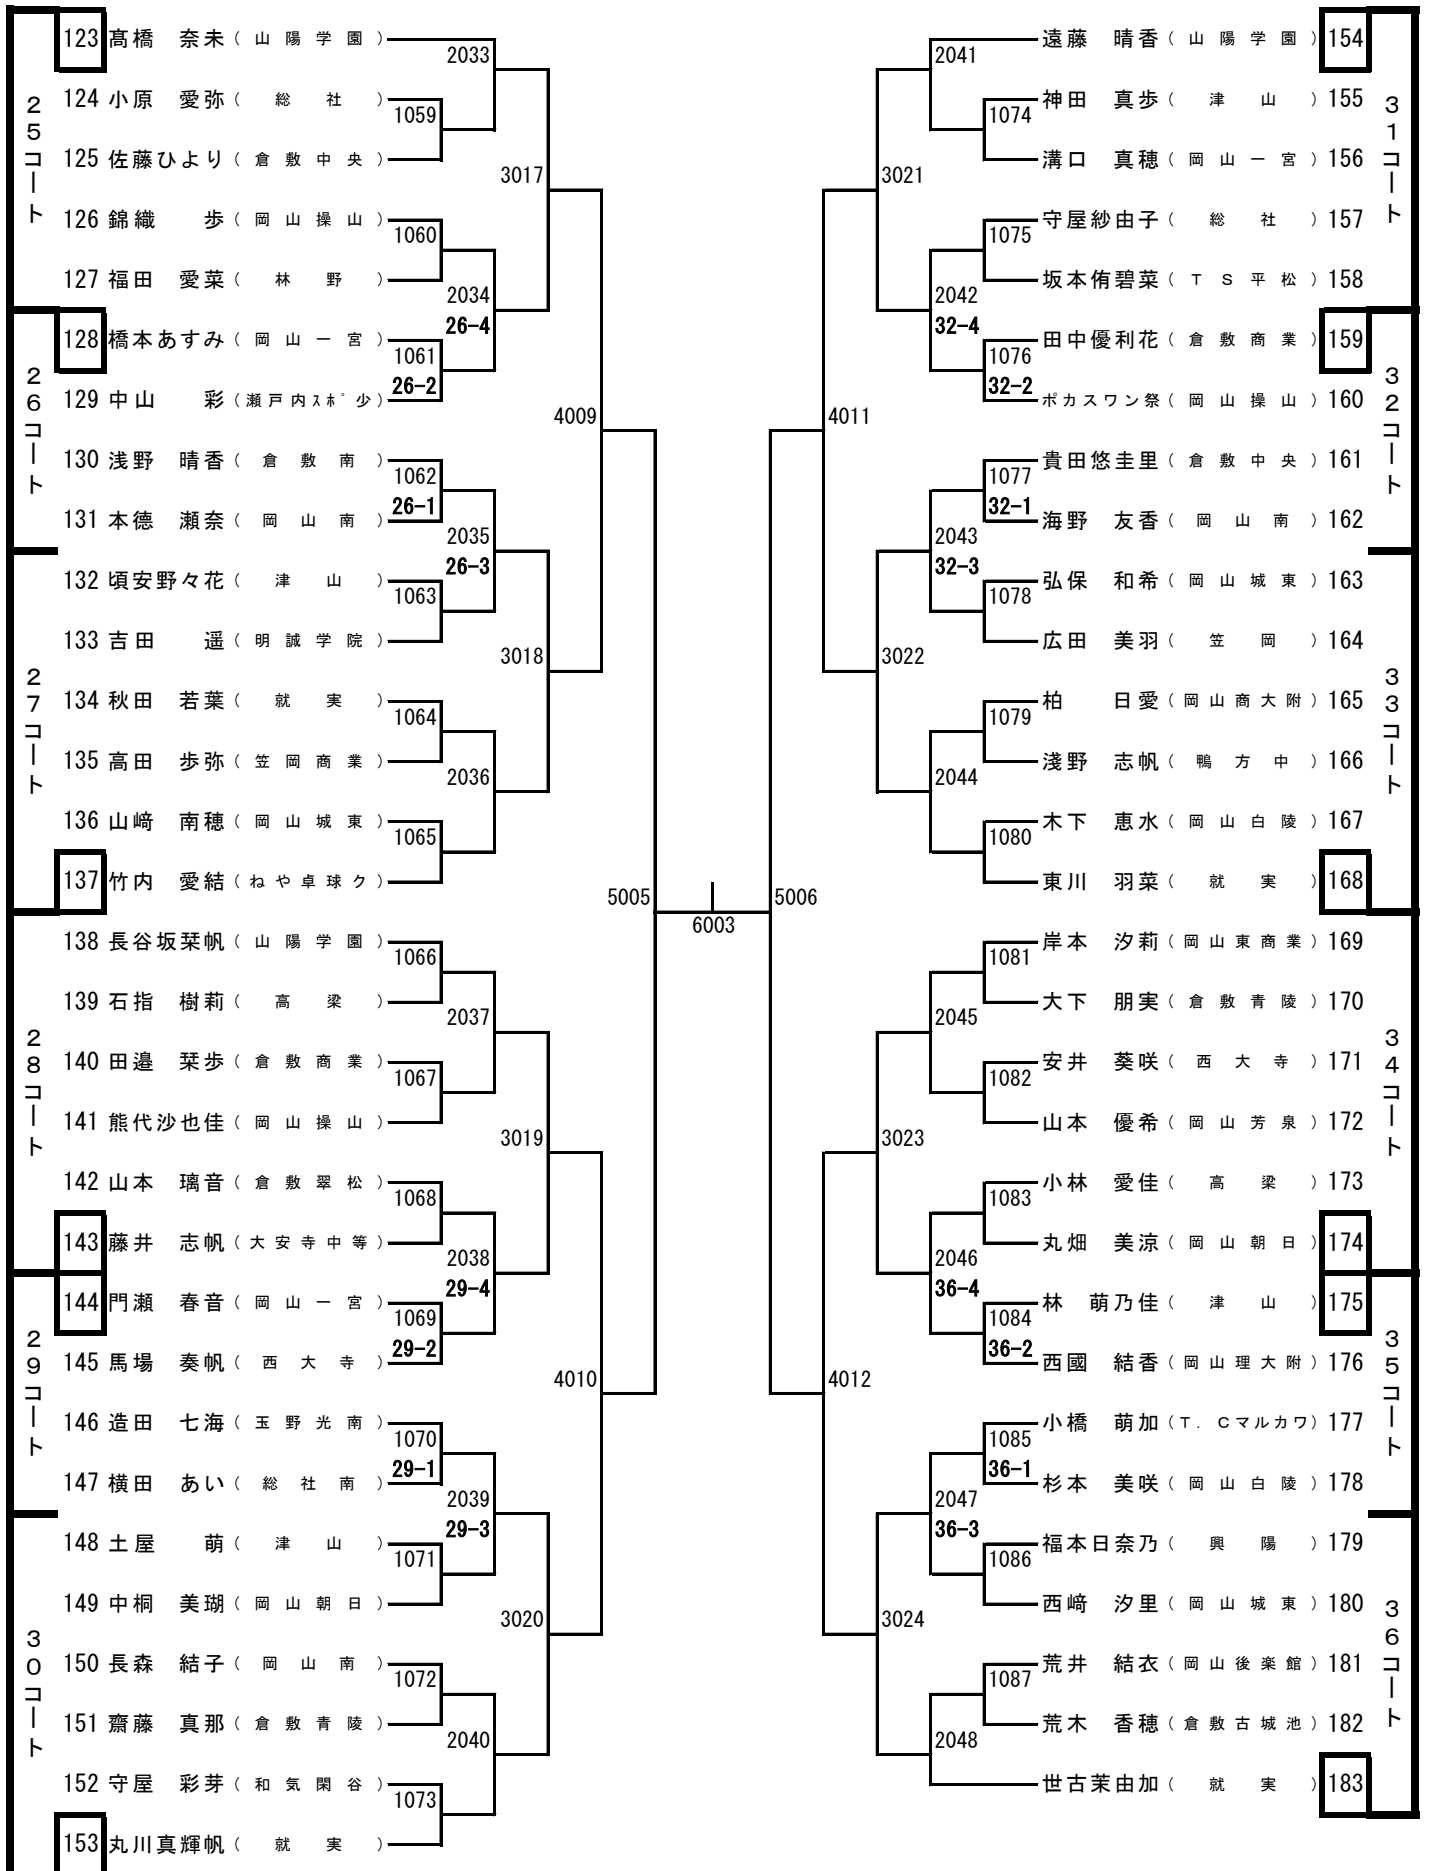 25コート
123 髙橋 奈未(山陽学園)
2033
124 小原 愛弥(総社)
1059
125 佐藤ひより(倉敷中央)
3017
126 錦織 歩(岡山操山)
1060
127 福田 愛菜(林野)
2034
26-4
26コート
128 橋本あすみ(岡山一宮)
1061
26-2
129 中山 彩(瀬戸内スポ少)
4009
130 浅野 晴香(倉敷南)
1062
26-1
131 本德 瀬奈(岡山南)
2035
26-3
27コート
132 頃安野々花(津山)
1063
133 吉田 遥(明誠学院)
3018
134 秋田 若葉(就実)
1064
135 高田 歩弥(笠岡商業)
2036
136 山﨑 南穂(岡山城東)
1065
137 竹内 愛結(ねや卓球ク)
5005
28コート
138 長谷坂栞帆(山陽学園)
1066
139 石指 樹莉(高梁)
2037
140 田邉 栞歩(倉敷商業)
1067
141 熊代沙也佳(岡山操山)
3019
142 山本 璃音(倉敷翠松)
1068
143 藤井 志帆(大安寺中等)
2038
29-4
29コート
144 門瀬 春音(岡山一宮)
1069
29-2
145 馬場 奏帆(西大寺)
4010
146 造田 七海(玉野光南)
1070
29-1
147 横田 あい(総社南)
2039
29-3
30コート
148 土屋 萌(津山)
1071
149 中桐 美瑚(岡山朝日)
3020
150 長森 結子(岡山南)
1072
151 齋藤 真那(倉敷青陵)
2040
152 守屋 彩芽(和気閑谷)
1073
153 丸川真輝帆(就実)
6003
31コート
遠藤 晴香(山陽学園) 154
2041
神田 真歩(津山) 155
1074
溝口 真穂(岡山一宮) 156
3021
守屋紗由子(総社) 157
1075
坂本侑碧菜(TS平松) 158
2042
32-4
32コート
田中優利花(倉敷商業) 159
1076
32-2
ポカスワン祭(岡山操山) 160
4011
貴田悠圭里(倉敷中央) 161
1077
32-1
海野 友香(岡山南) 162
2043
32-3
33コート
弘保 和希(岡山城東) 163
1078
広田 美羽(笠岡) 164
3022
柏 日愛(岡山商大附) 165
1079
淺野 志帆(鴨方中) 166
2044
木下 恵水(岡山白陵) 167
1080
東川 羽菜(就実) 168
5006
34コート
岸本 汐莉(岡山東商業) 169
1081
大下 朋実(倉敷青陵) 170
2045
安井 葵咲(西大寺) 171
1082
山本 優希(岡山芳泉) 172
3023
小林 愛佳(高梁) 173
1083
丸畑 美涼(岡山朝日) 174
2046
36-4
35コート
林 萌乃佳(津山) 175
1084
36-2
西國 結香(岡山理大附) 176
4012
小橋 萌加(T.Cマルカワ) 177
1085
36-1
杉本 美咲(岡山白陵) 178
2047
36-3
36コート
福本日奈乃(興陽) 179
1086
西﨑 汐里(岡山城東) 180
3024
荒井 結衣(岡山後楽館) 181
1087
荒木 香穂(倉敷古城池) 182
2048
世古茉由加(就実) 183